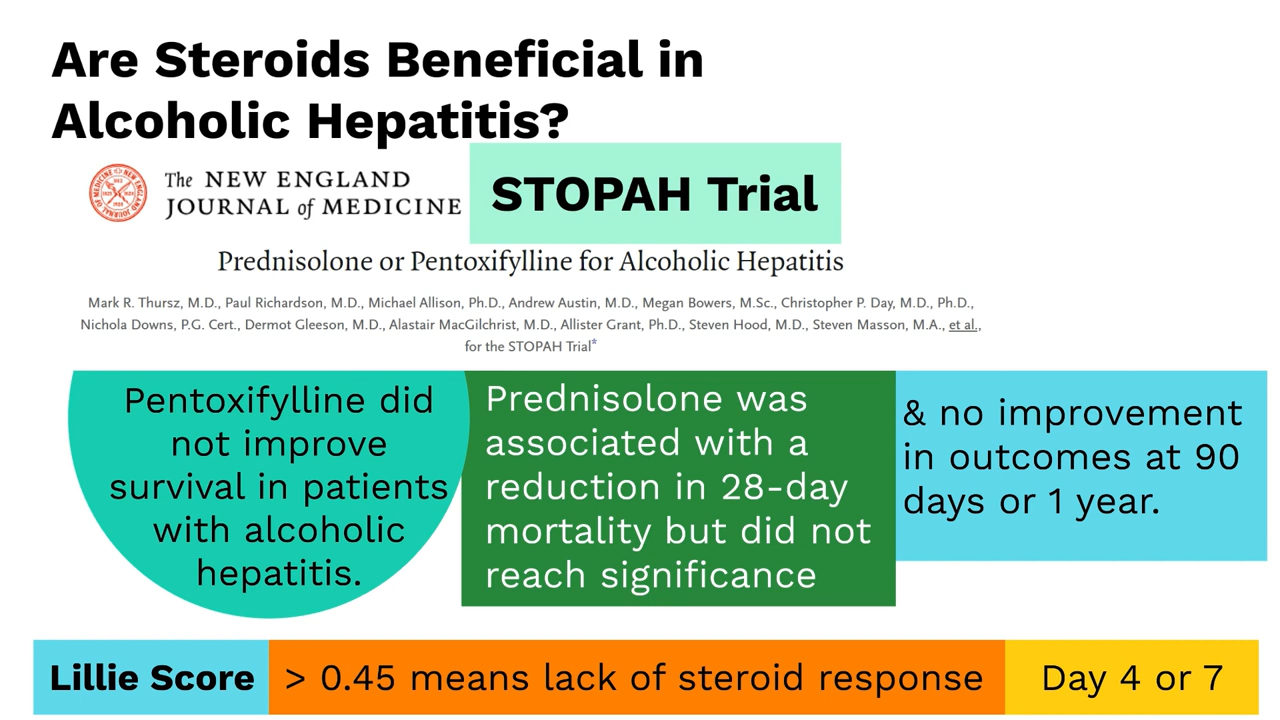 Are Steroids Beneficial in
Alcoholic Hepatitis?
The NEW ENGLAND
JOURNAL of MEDICINE
STOPAH Trial
Prednisolone or Pentoxifylline for Alcoholic Hepatitis
Mark R. Thursz, M.D., Paul Richardson, M.D., Michael Allison, Ph.D., Andrew Austin, M.D., Megan Bowers, M.Sc., Christopher P. Day, M.D., Ph.D.,
Nichola Downs, P.G. Cert., Dermot Gleeson, M.D., Alastair MacGilchrist, M.D., Allister Grant, Ph.D., Steven Hood, M.D., Steven Masson, M.A., et al.,
for the STOPAH Trial*
Pentoxifylline did
not improve
survival in patients
with alcoholic
hepatitis.
Prednisolone was
associated with a
reduction in 28-day
mortality but did not
reach significance
& no improvement
in outcomes at 90
days or 1 year.
Lillie Score > 0.45 means lack of steroid response Day 4 or 7